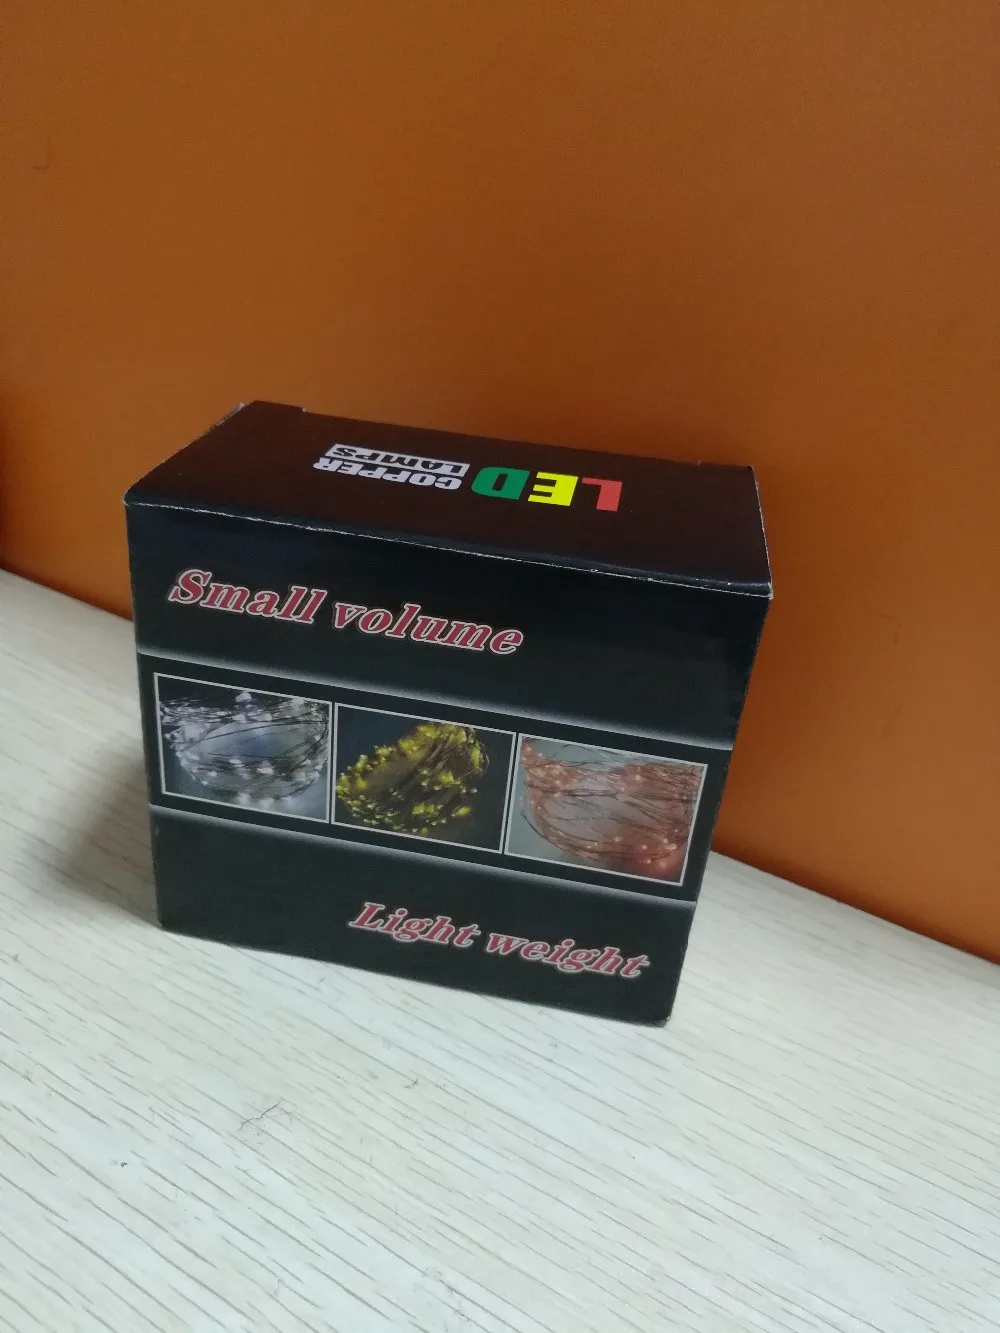 LED COPPER
LAMPS
Small volume
Light weight